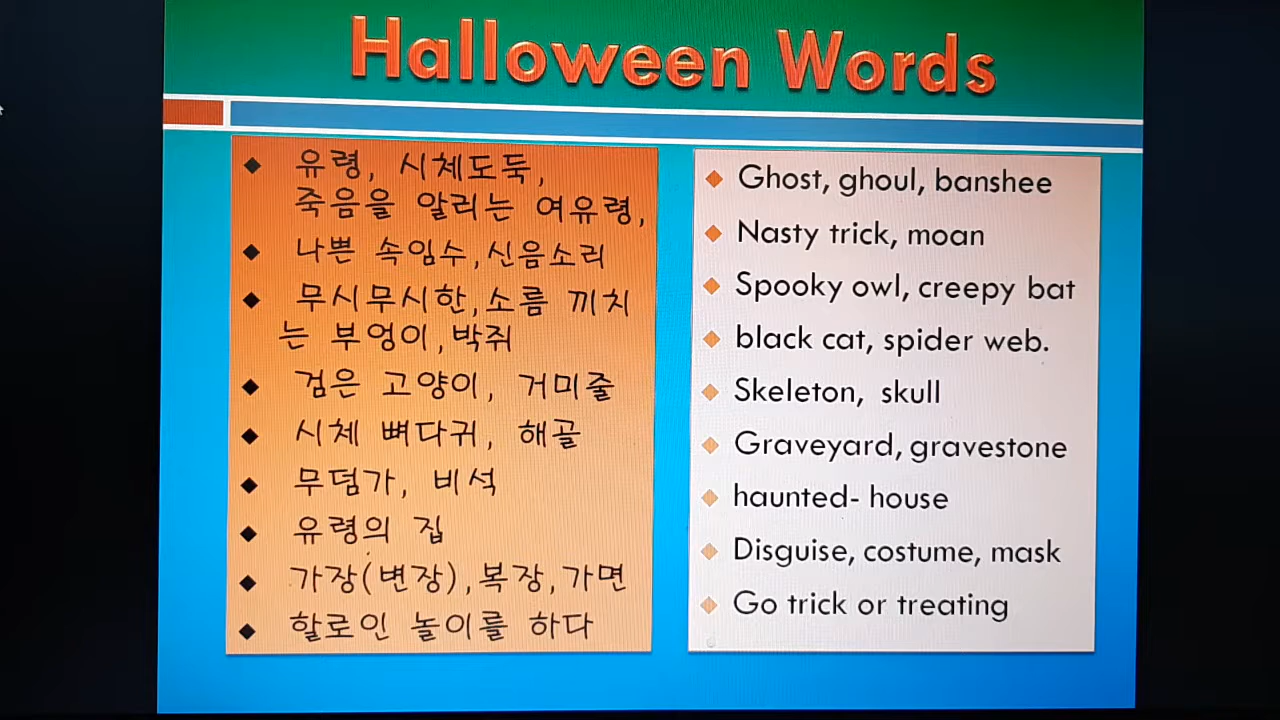 Halloween Words
유령, 시체도둑,
죽음을 알리는 여유령,
나쁜 속임수,신음소리
무시무시한,소름 끼치
는 부엉이,박쥐
검은 고양이, 거미줄
시체 뼈다귀, 해골
무덤가, 비석
유령의 집
가장(변장),복장,가면
할로인 놀이를 하다
Ghost, ghoul, banshee
Nasty trick, moan
Spooky owl, creepy bat
black cat, spider web.
Skeleton, skull
Graveyard, gravestone
haunted- house
Disguise, costume, mask
Go trick or treating